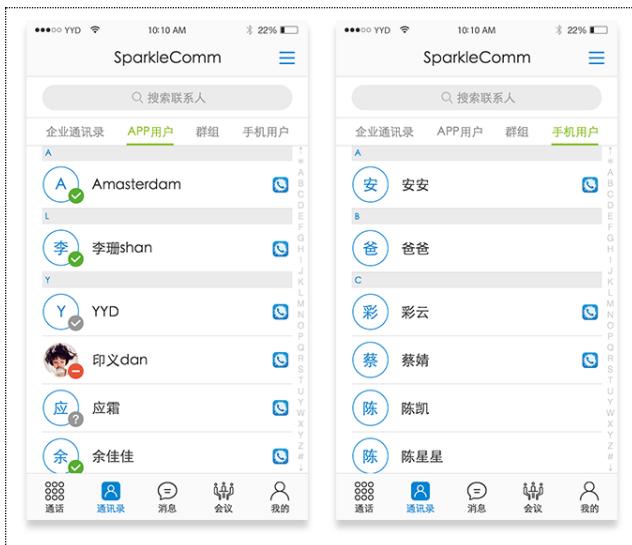 YYD 10:10 AM 22%
SparkleComm
搜索联系人
企业通讯录 APP用户 群组 手机用户
A
A Amasterdam
L
李 李珊shan
Y
Y YYD
印义dan
? 应 应霜
余 余佳佳
* A B C D E F G H I J K L M N O P Q R S T U Y W X Y Z #
通话 通讯录 消息 会议 我的
YYD 10:10 AM 22%
SparkleComm
搜索联系人
企业通讯录 APP用户 群组 手机用户
A
安 安安
B
爸 爸爸
C
彩 彩云
蔡 蔡婧
陈 陈凯
陈 陈星星
* A B C D E F G H I J K L M N O P Q R S T U Y W X Y Z #
通话 通讯录 消息 会议 我的